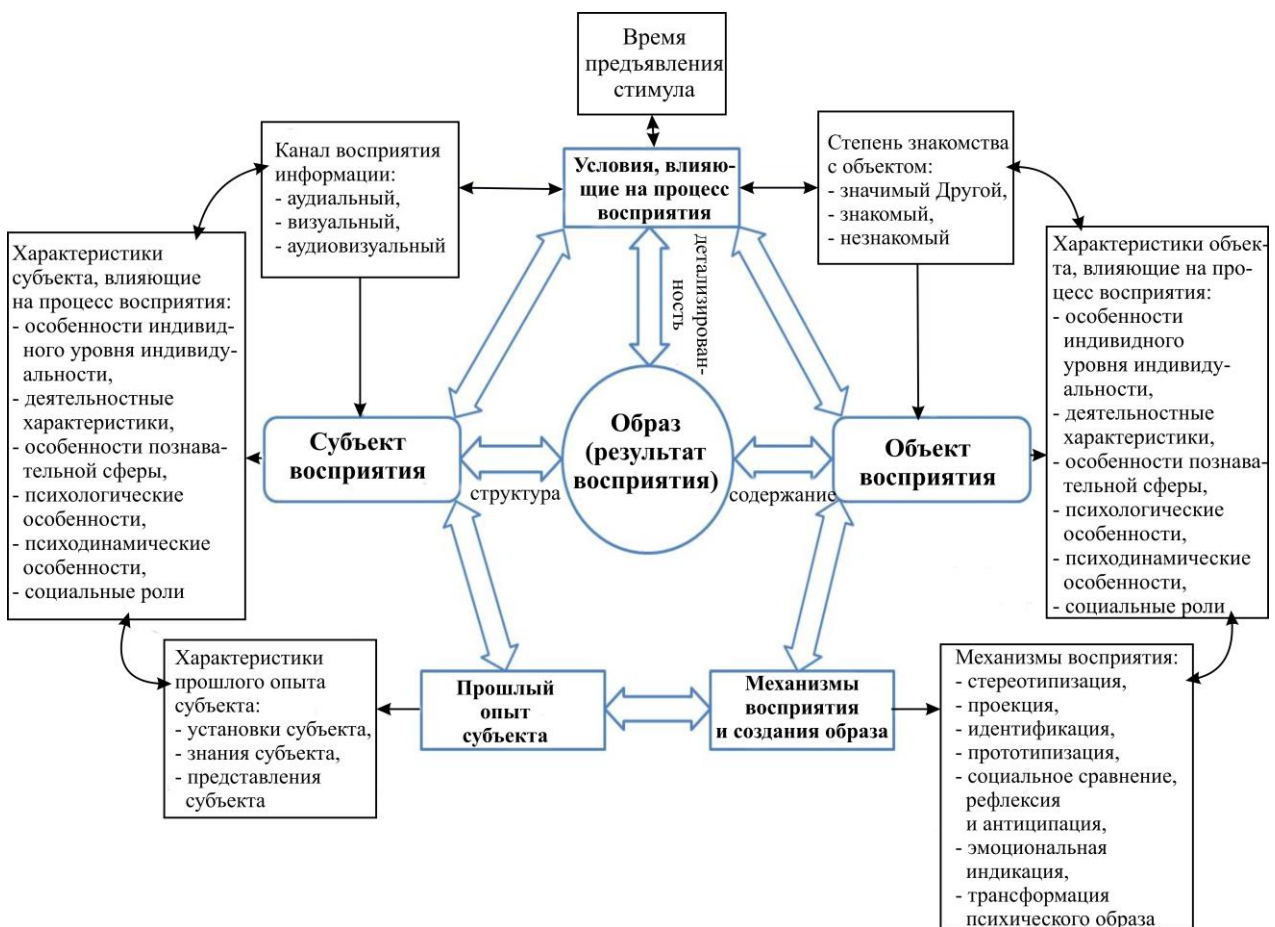 Время
предъявления
стимула
Канал восприятия
информации:
- аудиальный,
- визуальный,
- аудиовизуальный
Условия, влияю-
щие на процесс
восприятия
Степень знакомства
с объектом:
- значимый Другой,
- знакомый,
- незнакомый
Характеристики
субъекта, влияющие
на процесс восприятия:
- особенности индивид-
ного уровня индивиду-
альности,
- деятельностные
характеристики,
- особенности познава-
тельной сферы,
- психологические
особенности,
- психодинамические
особенности,
- социальные роли
детализирован-
ность
Характеристики объек-
та, влияющие на про-
цесс восприятия:
- особенности
индивидного
уровня индивиду-
альности,
- деятельностные
характеристики,
- особенности познава-
тельной сферы,
- психологические
особенности,
- психодинамические
особенности,
- социальные роли
Субъект
восприятия
структура
Образ
(результат
восприятия)
содержание
Объект
восприятия
Характеристики
прошлого опыта
субъекта:
- установки субъекта,
- знания субъекта,
- представления
субъекта
Прошлый
опыт
субъекта
Механизмы
восприятия
и создания образа
Механизмы восприятия:
- стереотипизация,
- проекция,
- идентификация,
- прототипизация,
- социальное сравнение,
рефлексия
и антиципация,
- эмоциональная
индикация,
- трансформация
психического образа